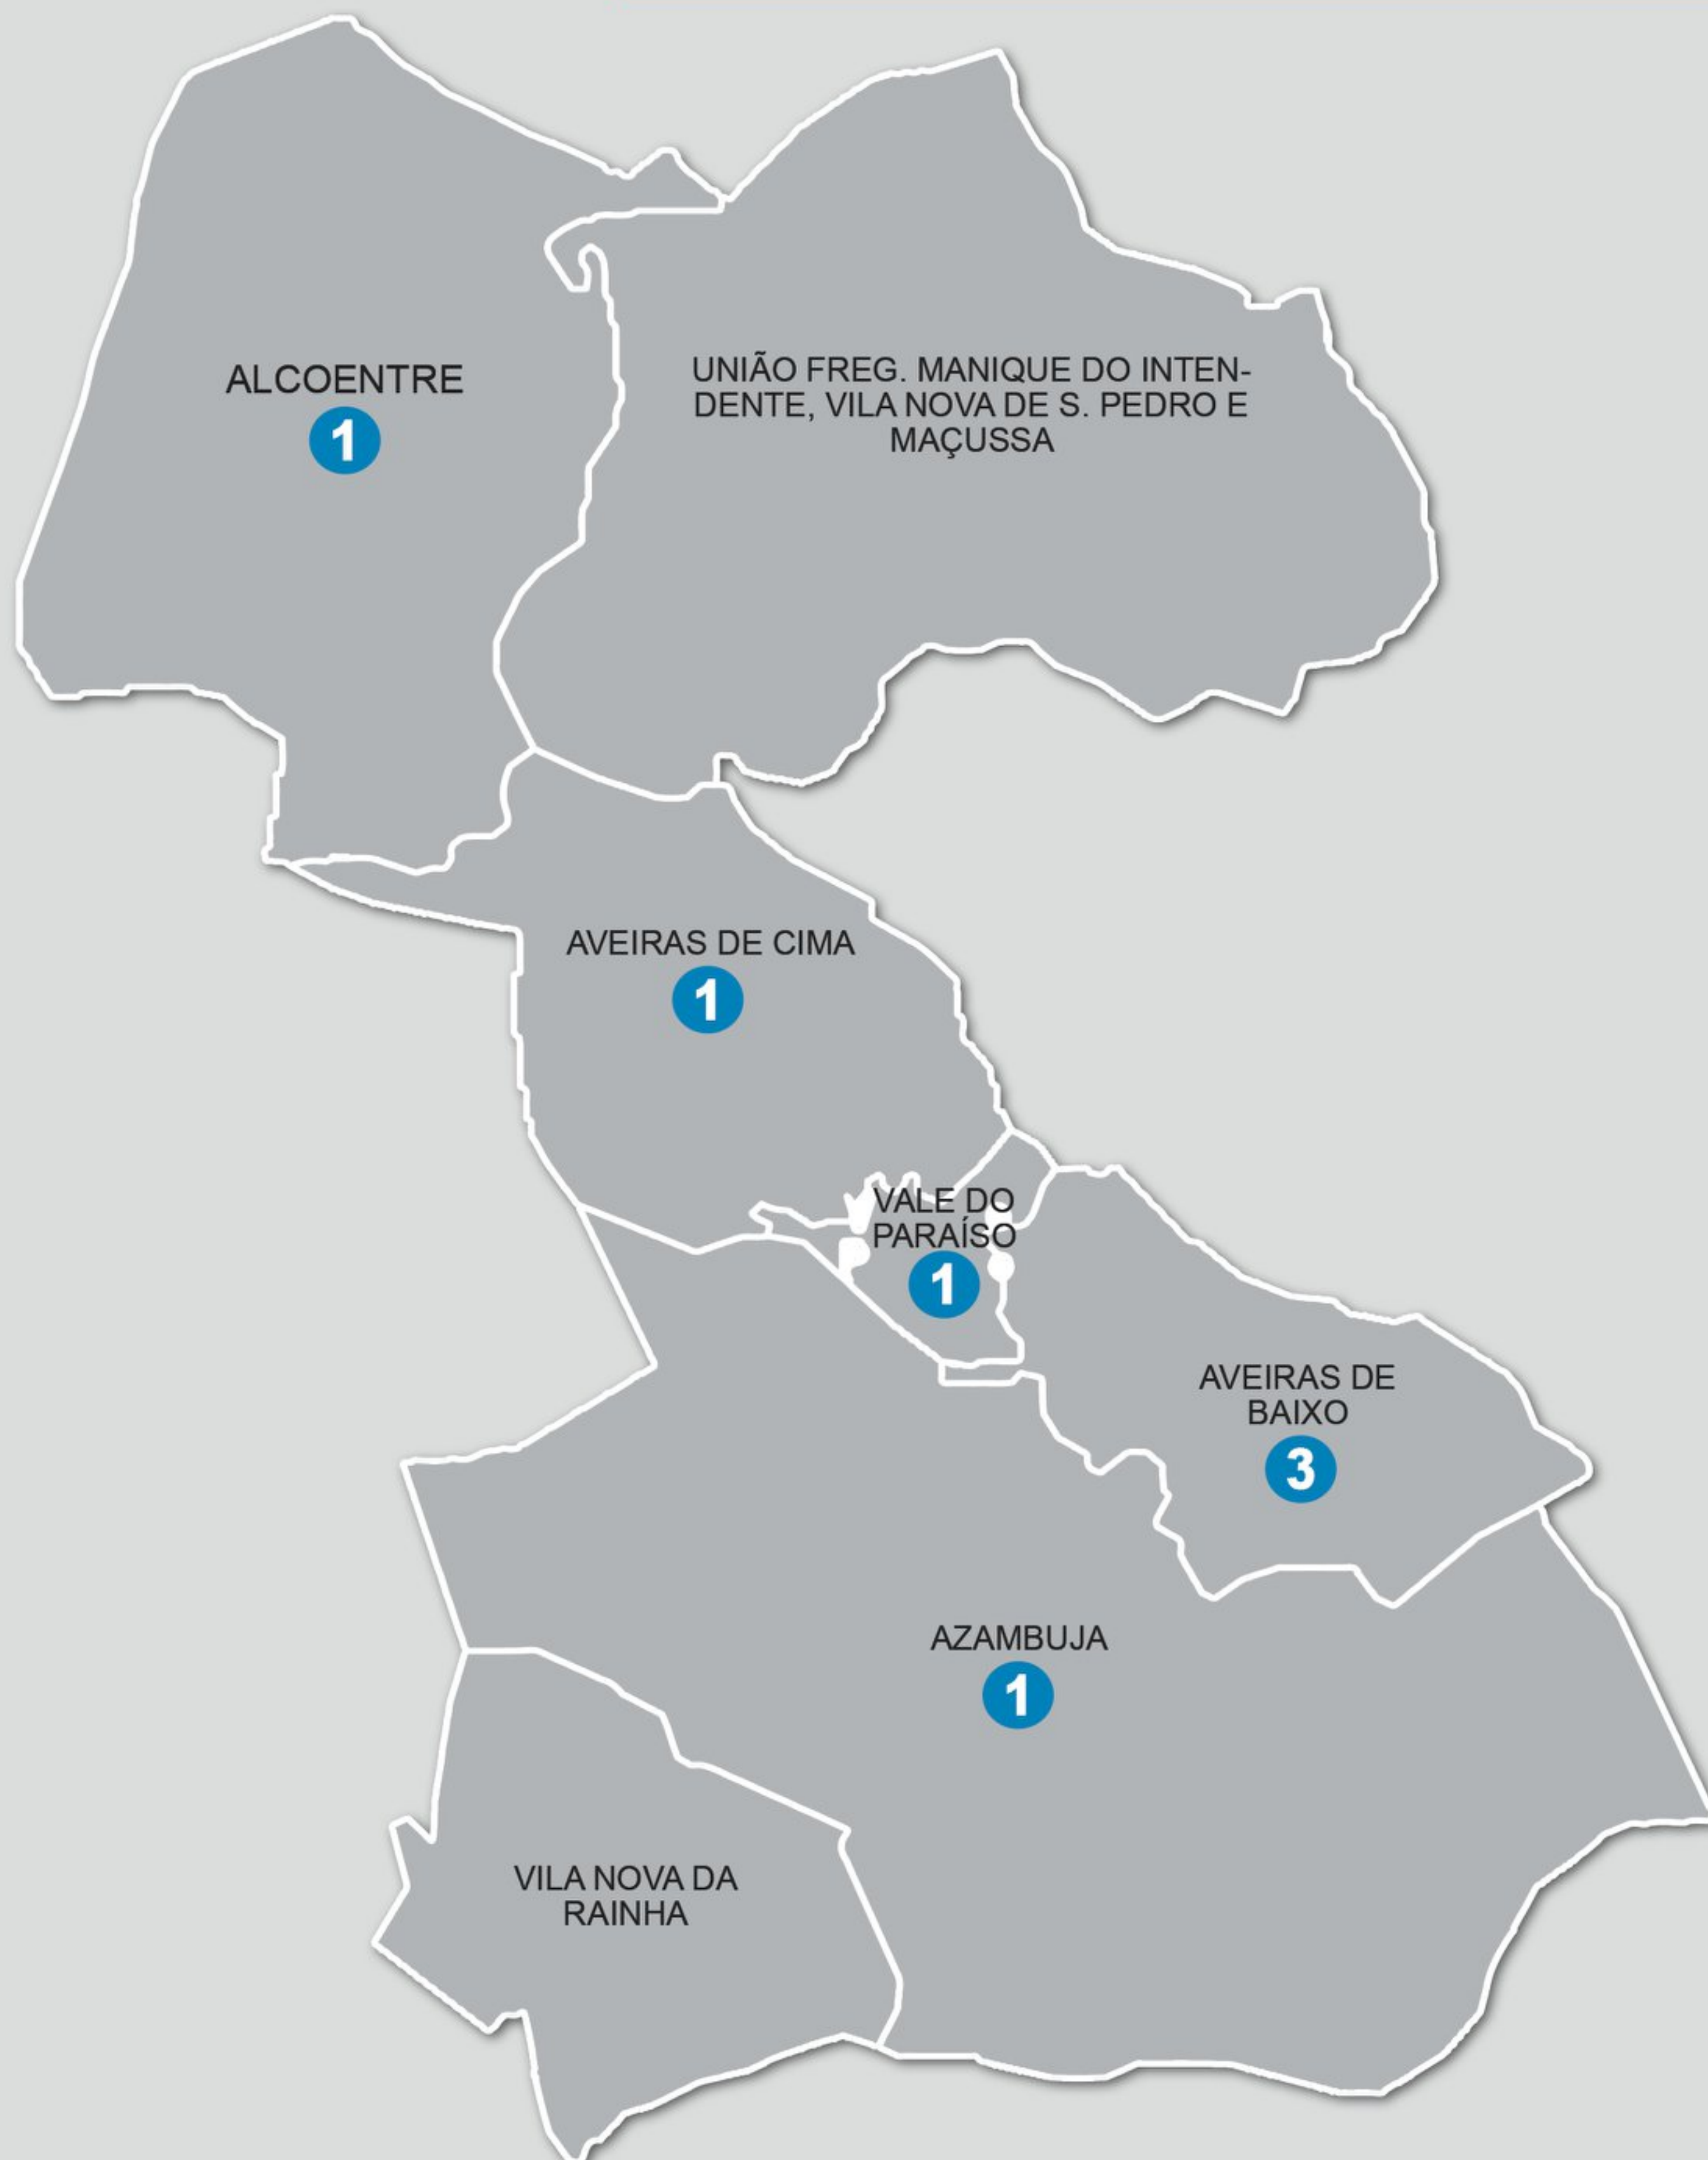 ALCOENTRE
1
UNIÃO FREG. MANIQUE DO INTEN-
DENTE, VILA NOVA DE S. PEDRO E
MAÇUSSA
AVEIRAS DE CIMA
1
VALE DO
PARAÍSO
1
AVEIRAS DE
BAIXO
3
AZAMBUJA
1
VILA NOVA DA
RAINHA